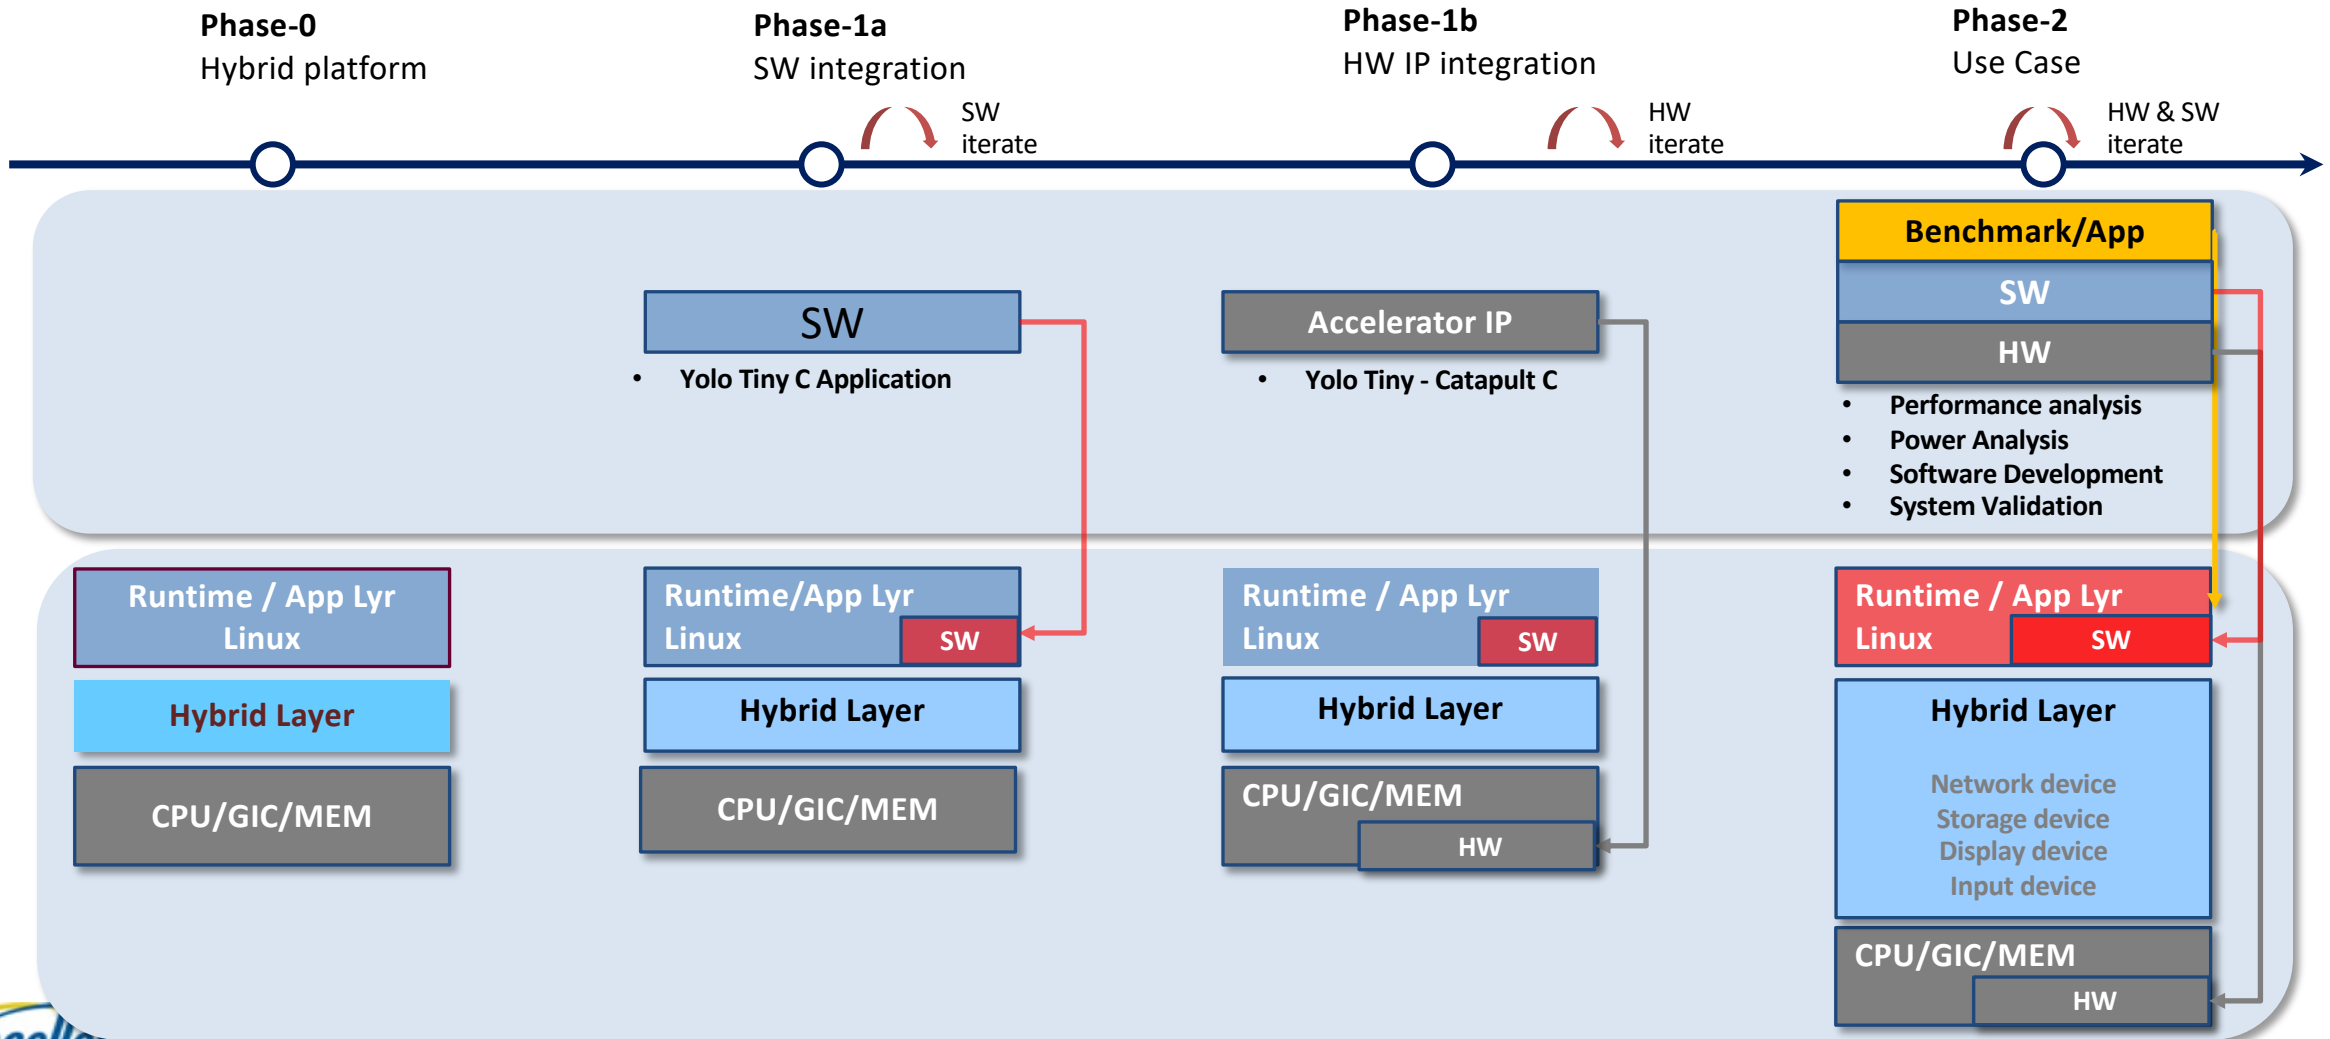 Phase-0
Hybrid platform
Phase-1a
SW integration
Phase-1b
HW IP integration
Phase-2
Use Case
SW
iterate
HW
iterate
HW & SW
iterate
SW
• Yolo Tiny C Application
Accelerator IP
• Yolo Tiny - Catapult C
Benchmark/App
SW
HW
• Performance analysis
• Power Analysis
• Software Development
• System Validation
Runtime / App Lyr
Linux
Hybrid Layer
CPU/GIC/MEM
Runtime/App Lyr
Linux
SW
Hybrid Layer
CPU/GIC/MEM
Runtime / App Lyr
Linux
SW
Hybrid Layer
CPU/GIC/MEM
HW
Runtime / App Lyr
Linux
SW
Hybrid Layer
Network device
Storage device
Display device
Input device
CPU/GIC/MEM
HW